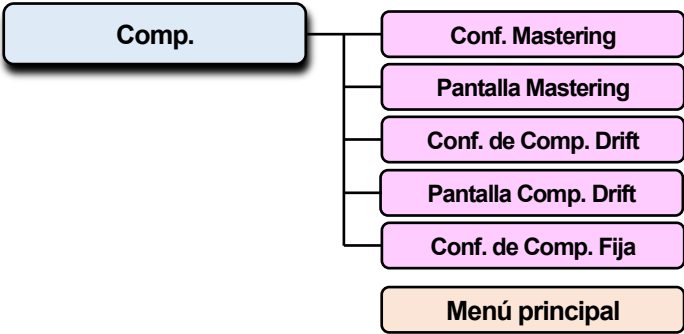 Comp.
Conf. Mastering
Pantalla Mastering
Conf. de Comp. Drift
Pantalla Comp. Drift
Conf. de Comp. Fija
Menú principal